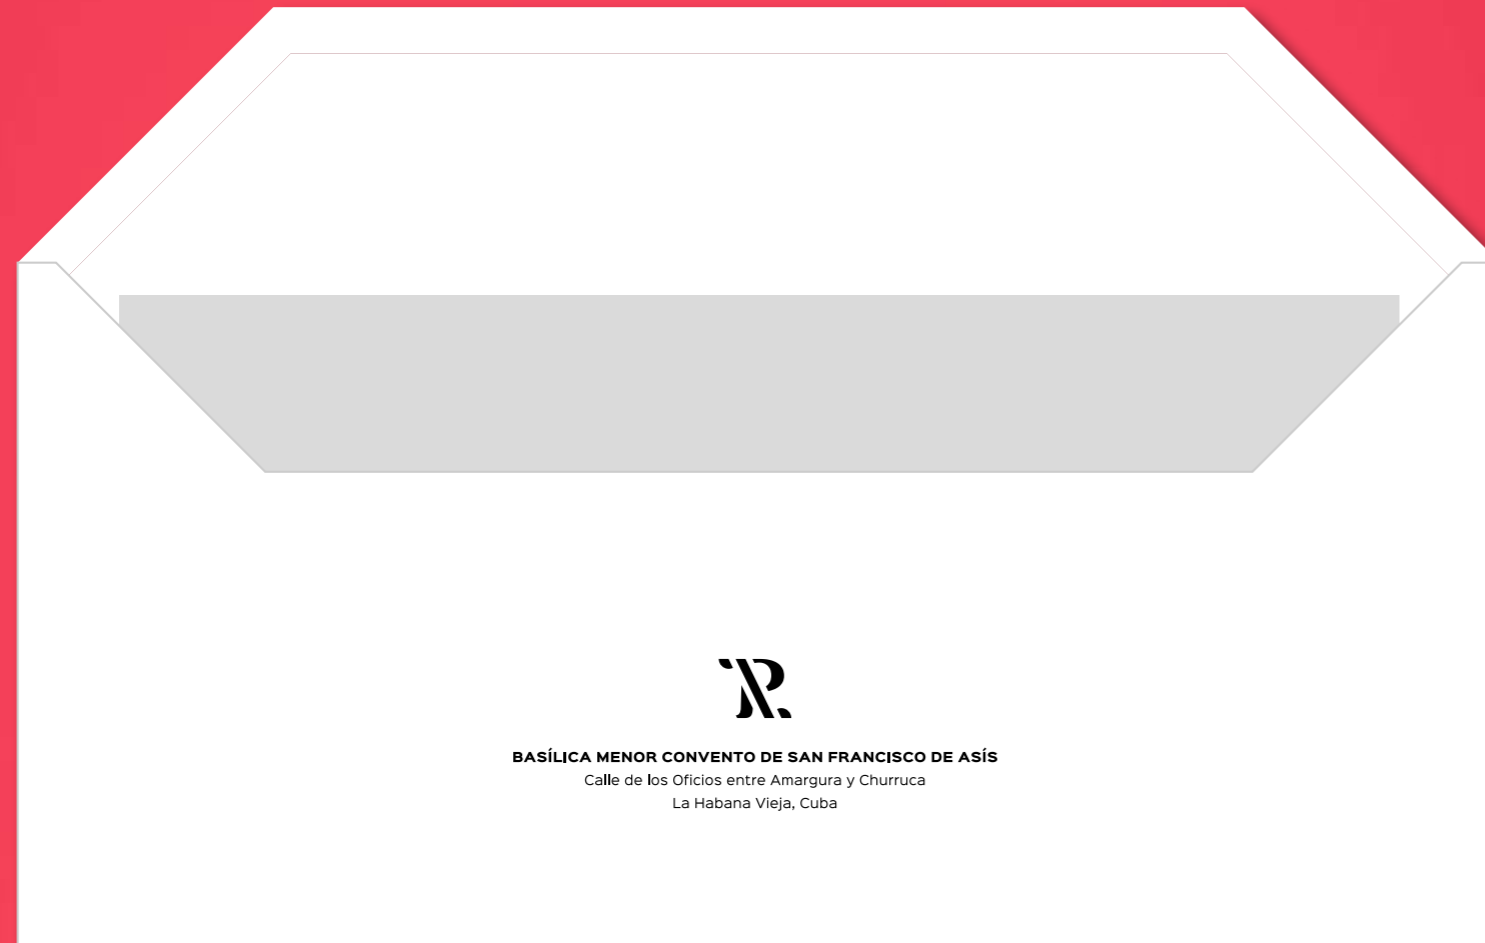 R
BASÍLICA MENOR CONVENTO DE SAN FRANCISCO DE ASÍS
Calle de los Oficios entre Amargura y Churruca
La Habana Vieja, Cuba